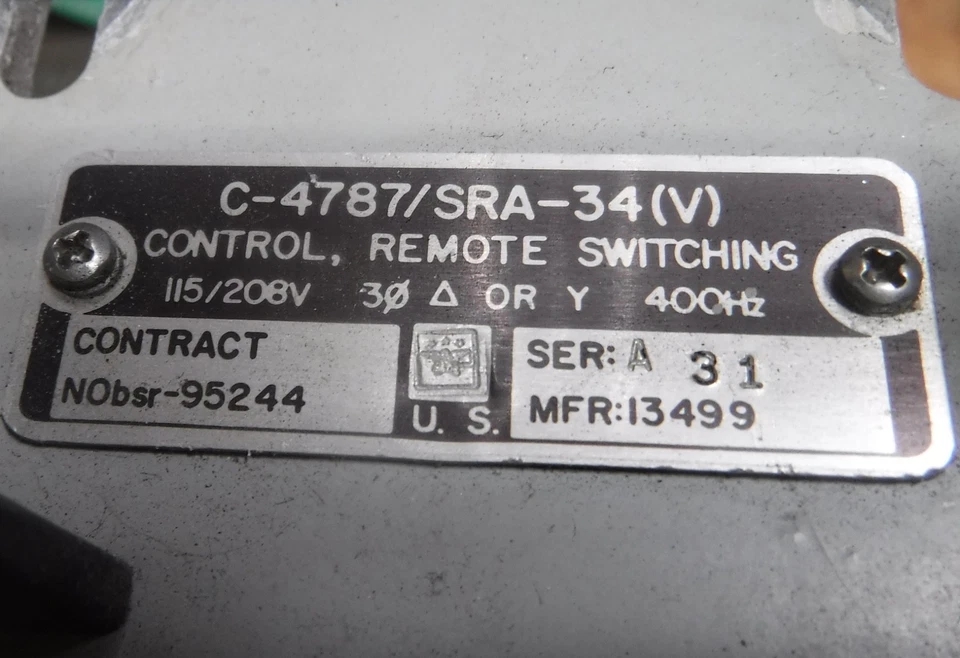 C-4787/SRA-34(V)
CONTROL, REMOTE SWITCHING
115/208V 3Ø Δ OR Y 400Hz
CONTRACT
NObsr-95244
U. S.
SER: A 31
MFR:13499